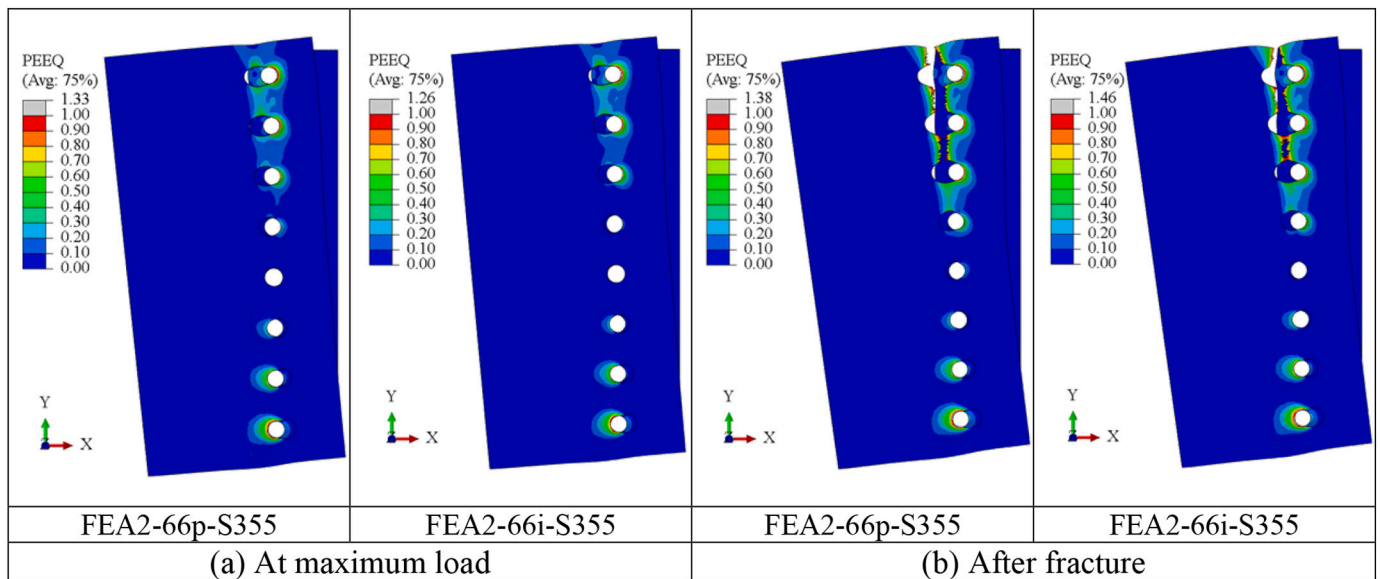 PEEQ
(Avg: 75%)
1.33
1.00
0.90
0.80
0.70
0.60
0.50
0.40
0.30
0.20
0.10
0.00
Y
Z X
PEEQ
(Avg: 75%)
1.26
1.00
0.90
0.80
0.70
0.60
0.50
0.40
0.30
0.20
0.10
0.00
Y
Z X
PEEQ
(Avg: 75%)
1.38
1.00
0.90
0.80
0.70
0.60
0.50
0.40
0.30
0.20
0.10
0.00
Y
Z X
PEEQ
(Avg: 75%)
1.46
1.00
0.90
0.80
0.70
0.60
0.50
0.40
0.30
0.20
0.10
0.00
Y
Z X
FEA2-66p-S355 FEA2-66i-S355 FEA2-66p-S355 FEA2-66i-S355
(a) At maximum load (b) After fracture